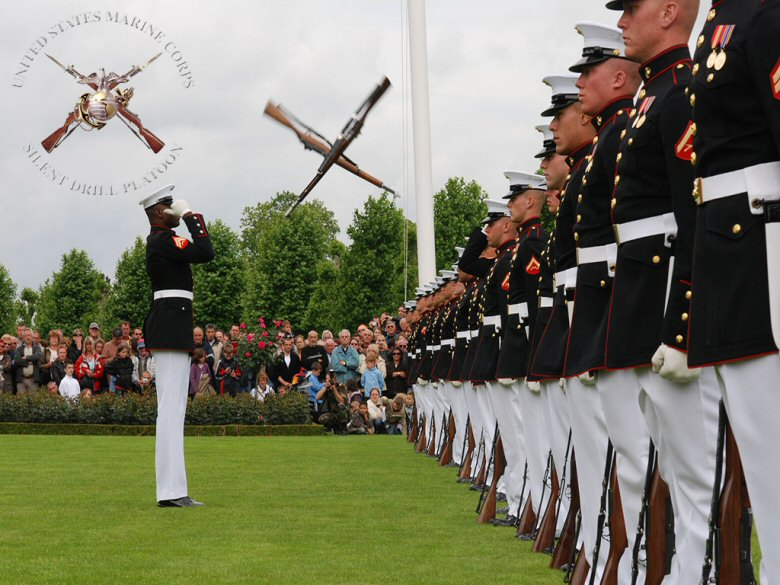 UNITED STATES MARINE CORPS
SILENT DRILL PLATOON